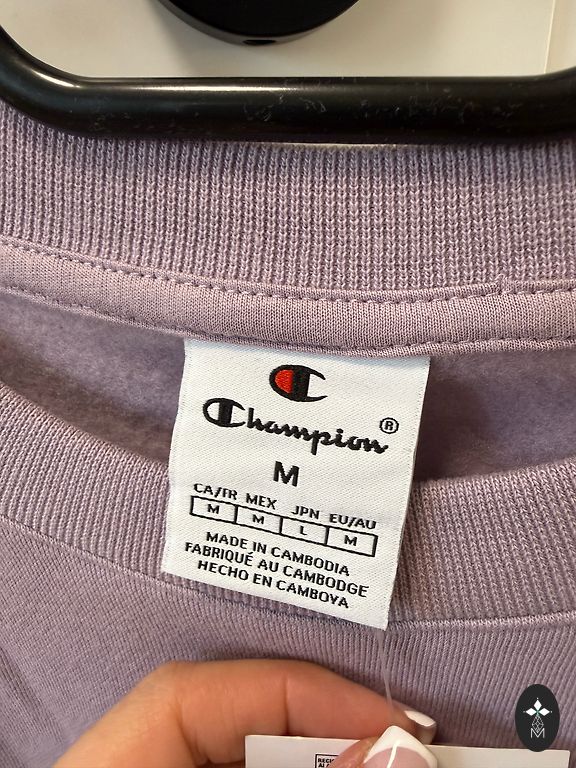 Champion®
M
CA/FR MEX JPN EU/AU
M M L M
MADE IN CAMBODIA
FABRIQUÉ AU CAMBODGE
HECHO EN CAMBOYA
M